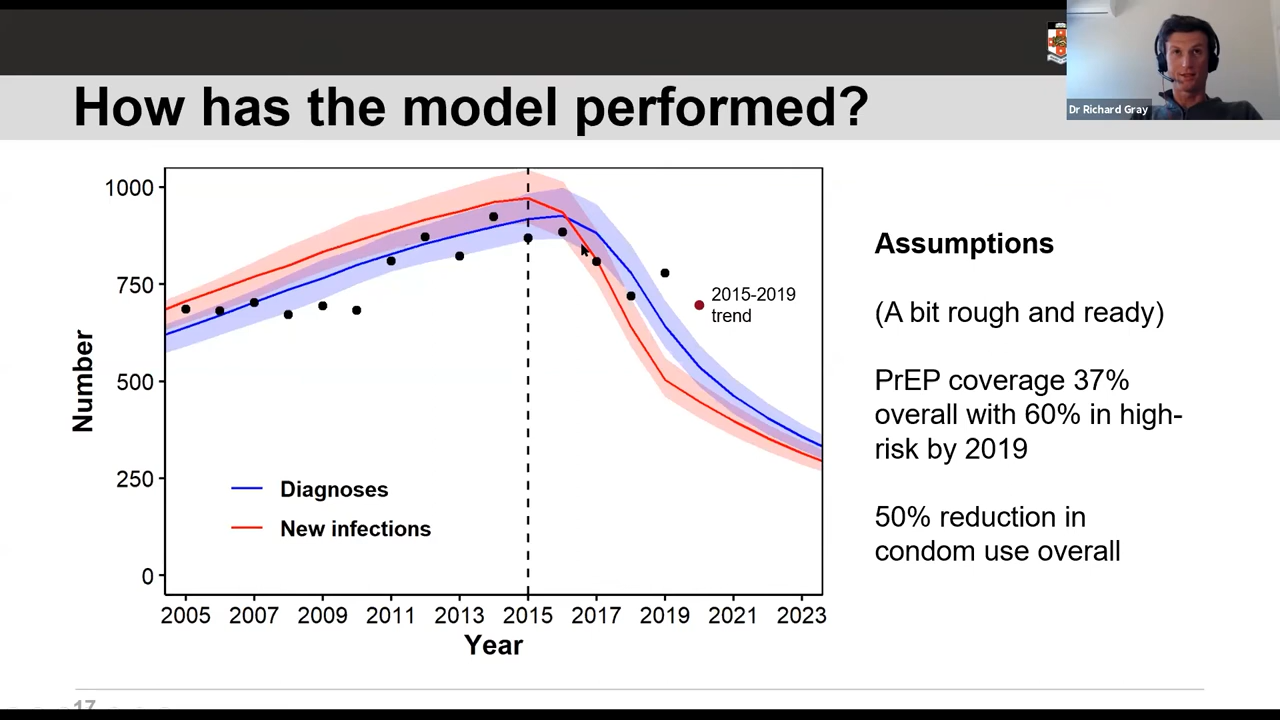 Dr Richard Gray
How has the model performed?
1000
750
500
250
0
Number
2015-2019
trend
Diagnoses
New infections
2005
2007
2009
2011
2013
2015
2017
2019
2021
2023
Year
Assumptions
(A bit rough and ready)
PrEP coverage 37%
overall with 60% in high-
risk by 2019
50% reduction in
condom use overall
17